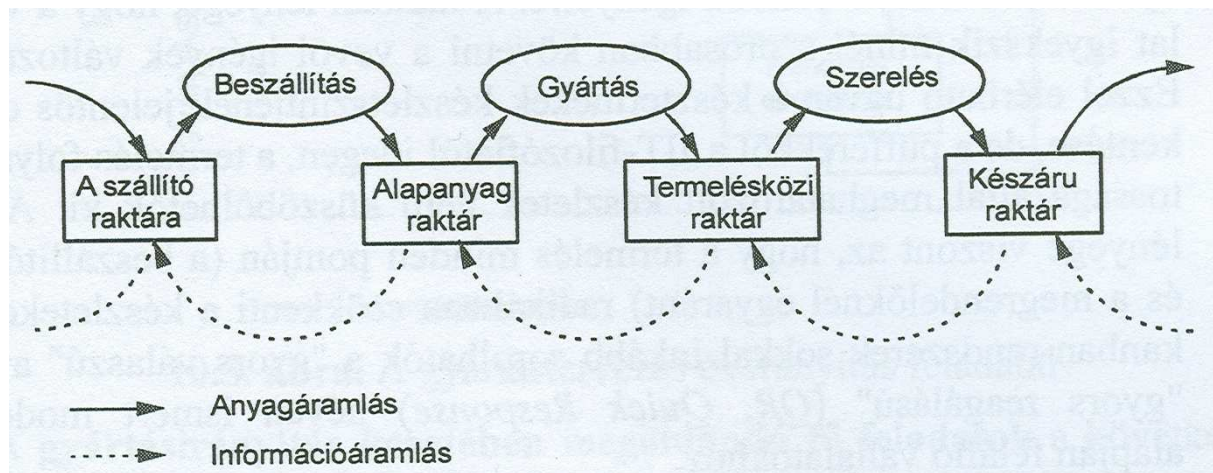 Beszállítás
Gyártás
Szerelés
A szállító
raktára
Alapanyag
raktár
Termelésközi
raktár
Készáru
raktár
Anyagáramlás
Információáramlás